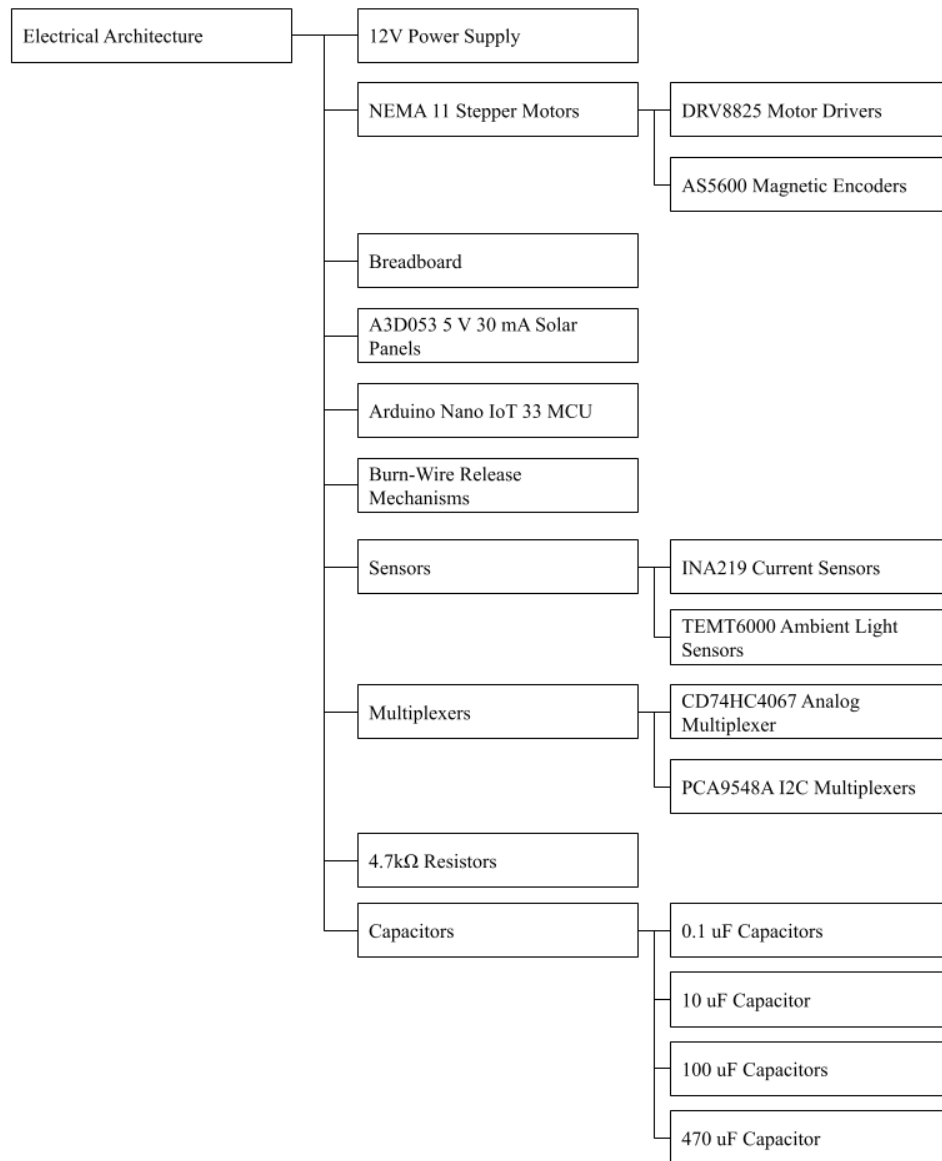 Electrical Architecture
12V Power Supply
NEMA 11 Stepper Motors
DRV8825 Motor Drivers
AS5600 Magnetic Encoders
Breadboard
A3D053 5 V 30 mA Solar
Panels
Arduino Nano IoT 33 MCU
Burn-Wire Release
Mechanisms
Sensors
INA219 Current Sensors
TEMT6000 Ambient Light
Sensors
Multiplexers
CD74HC4067 Analog
Multiplexer
PCA9548A I2C Multiplexers
4.7kΩ Resistors
Capacitors
0.1 uF Capacitors
10 uF Capacitor
100 uF Capacitors
470 uF Capacitor